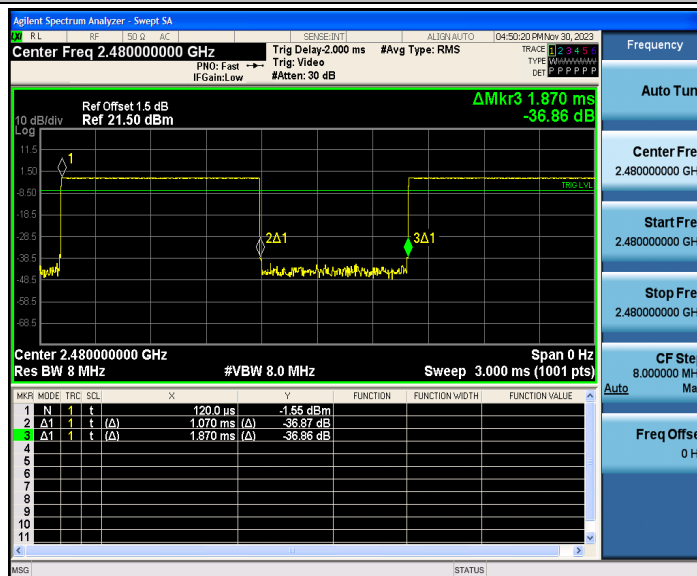 Agilent Spectrum Analyzer - Swept SA
RL RF 50 Ω AC SENSE:INT ALIGN AUTO 04:50:20 PM Nov 30, 2023
Center Freq 2.480000000 GHz
PNO: Fast
IFGain:Low
Trig Delay-2.000 ms
Trig: Video
#Atten: 30 dB
#Avg Type: RMS
TRACE 1 2 3 4 5 6
TYPE W
DET P P P P P P
Frequency
Auto Tun
Center Fre
2.480000000 GH
Start Fre
2.480000000 GH
Stop Fre
2.480000000 GH
CF Ste
8.000000 MH
Auto Ma
Freq Offse
0 H
ΔMkr3 1.870 ms
-36.86 dB
Ref Offset 1.5 dB
10 dB/div Ref 21.50 dBm
Log
11.5
1.50
-8.50
-18.5
-28.5
-38.5
-48.5
-58.5
-68.5
1
TRIG LVL
2Δ1
3Δ1
Center 2.480000000 GHz Span 0 Hz
Res BW 8 MHz #VBW 8.0 MHz Sweep 3.000 ms (1001 pts)
MKR MODE TRC SCL X Y FUNCTION FUNCTION WIDTH FUNCTION VALUE
1 N 1 t 120.0 µs -1.55 dBm
2 Δ1 1 t (Δ) 1.070 ms (Δ) -36.87 dB
3 Δ1 1 t (Δ) 1.870 ms (Δ) -36.86 dB
4
5
6
7
8
9
10
11
MSG STATUS